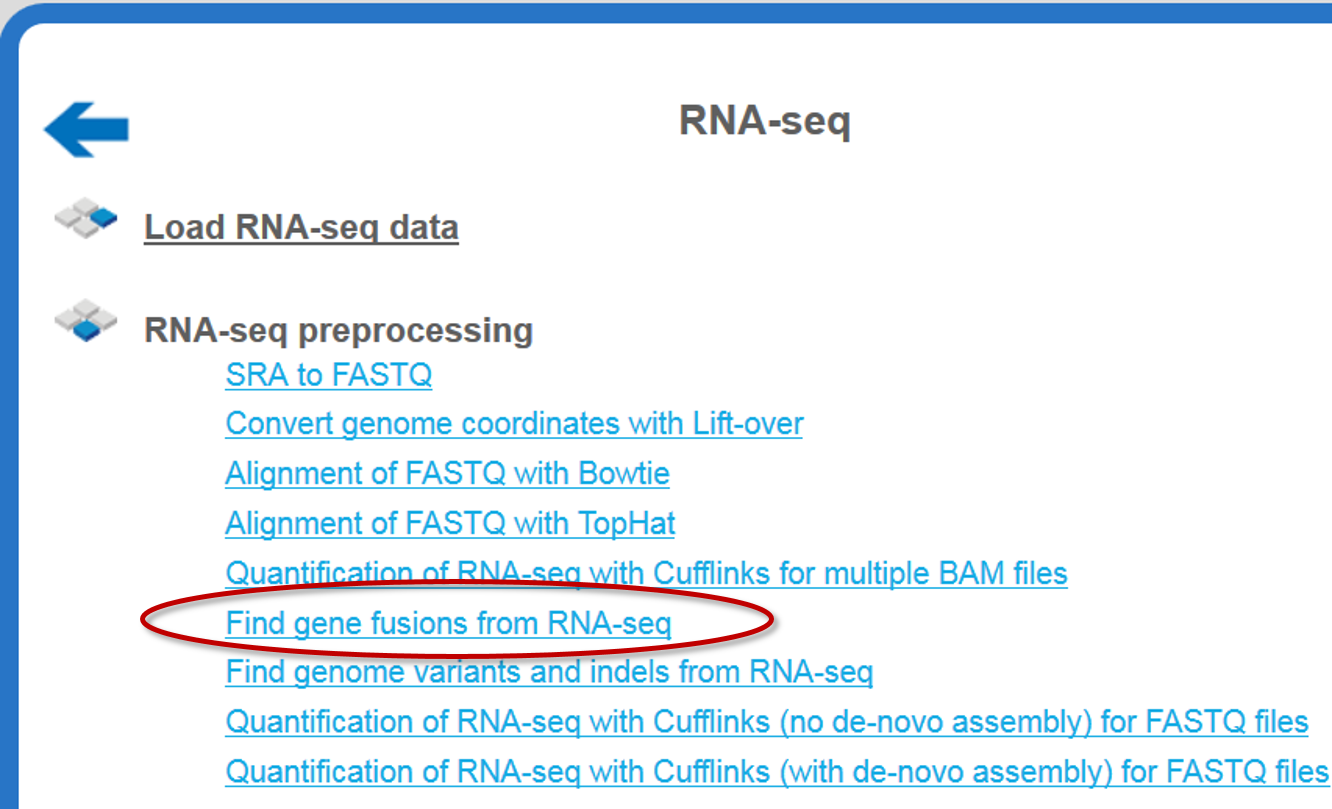 RNA-seq
Load RNA-seq data
RNA-seq preprocessing
SRA to FASTQ
Convert genome coordinates with Lift-over
Alignment of FASTQ with Bowtie
Alignment of FASTQ with TopHat
Quantification of RNA-seq with Cufflinks for multiple BAM files
Find gene fusions from RNA-seq
Find genome variants and indels from RNA-seq
Quantification of RNA-seq with Cufflinks (no de-novo assembly) for FASTQ files
Quantification of RNA-seq with Cufflinks (with de-novo assembly) for FASTQ files